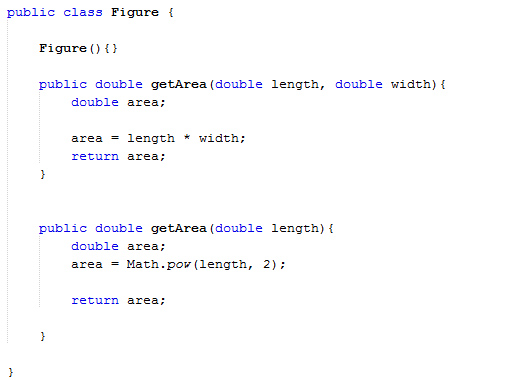 public class Figure {
Figure(){}
public double getArea(double length, double width){
double area;
area = length * width;
return area;
}
public double getArea(double length){
double area;
area = Math.pow(length, 2);
return area;
}
}